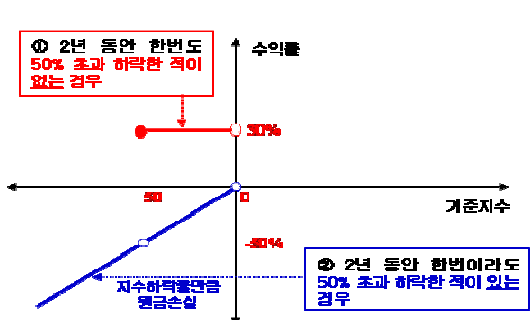 ① 2년 동안 한번도
50% 초과 하락한 적이
없는 경우
수익률
30%
-50
0
기준지수
-50%
지수하락률만큼
원금손실
② 2년 동안 한번이라도
50% 초과 하락한 적이 있는
경우